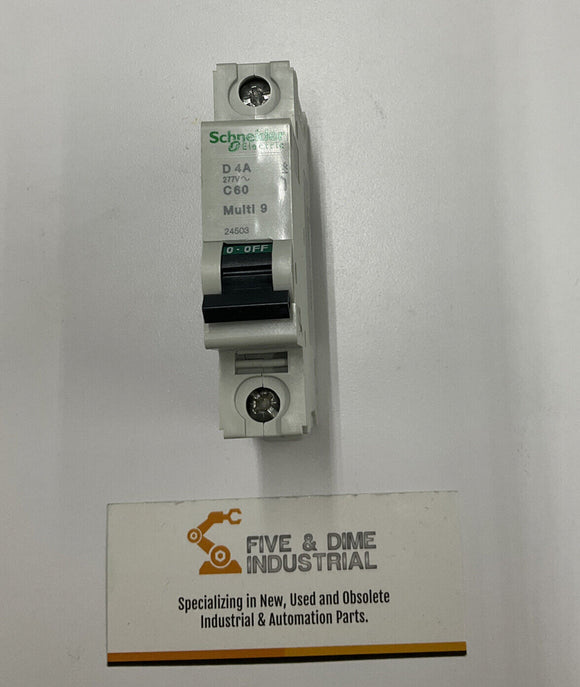 Schneider
Electric
D 4A
277V~
C60
Multi 9
24503
O - OFF
FIVE & DIME
INDUSTRIAL
Specializing in New, Used and Obsolete
Industrial & Automation Parts.